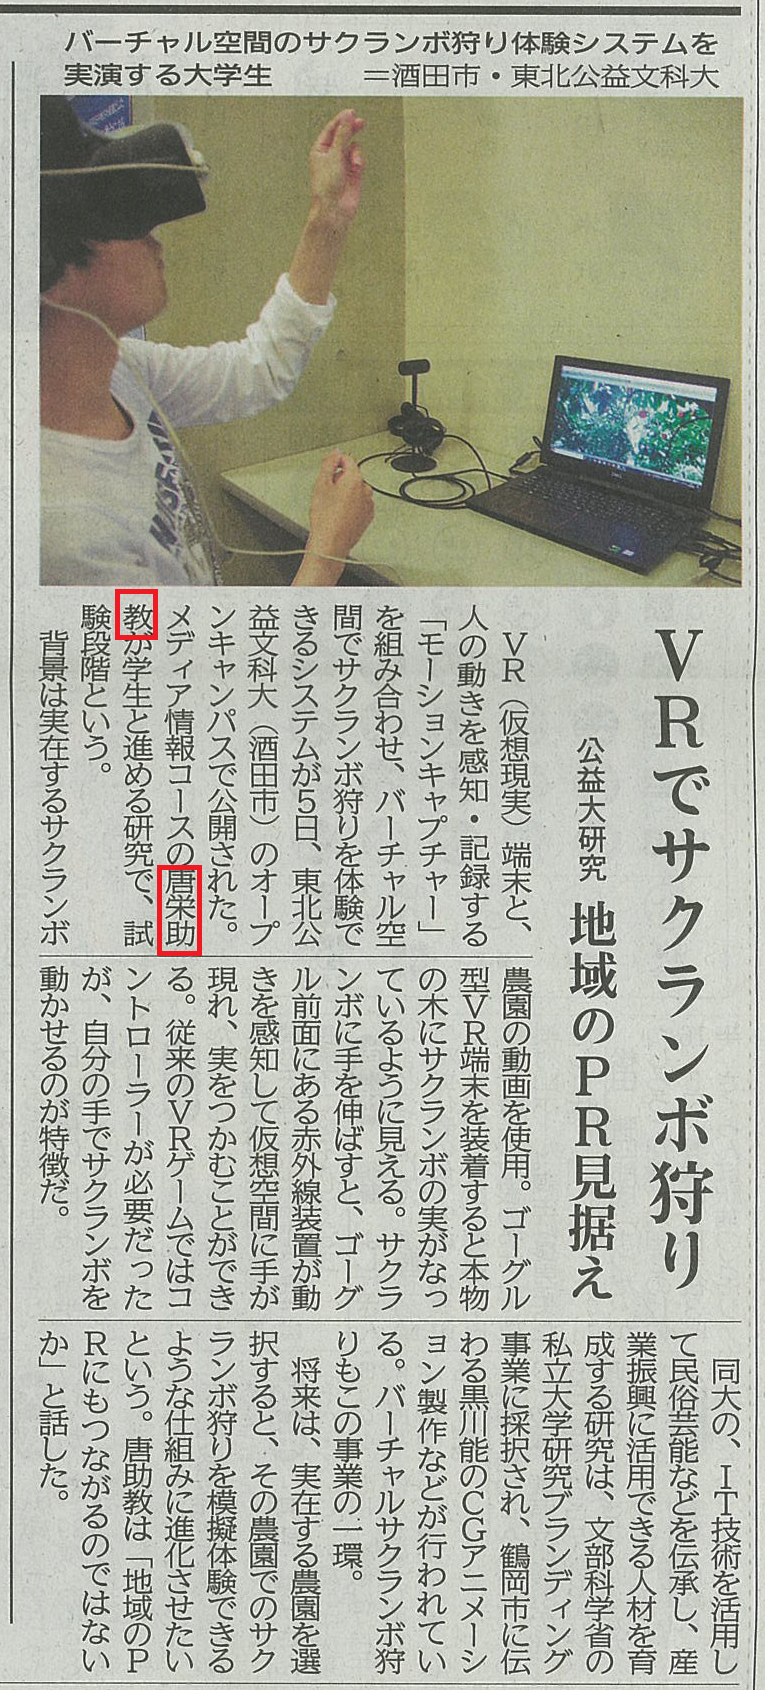 バーチャル空間のサクランボ狩り体験システムを
実演する大学生　　　＝酒田市・東北公益文科大
VRでサクランボ狩り
公益大研究　地域のPR見据え
　VR（仮想現実）端末と、
人の動きを感知・記録する
「モーションキャプチャー」
を組み合わせ、バーチャル空
間でサクランボ狩りを体験で
きるシステムが5日、東北公
益文科大（酒田市）のオープ
ンキャンパスで公開された。
メディア情報コースの唐栄助
教が学生と進める研究で、試
験段階という。
　背景は実在するサクランボ
農園の動画を使用。ゴーグル
型VR端末を装着すると本物
の木にサクランボの実がなっ
ているように見える。サクラ
ンボに手を伸ばすと、ゴーグ
ル前面にある赤外線装置が動
きを感知して仮想空間に手が
現れ、実をつかむことができ
る。従来のVRゲームではコ
ントローラーが必要だった
が、自分の手でサクランボを
動かせるのが特徴だ。
　同大の、IT技術を活用し
て民俗芸能などを伝承し、産
業振興に活用できる人材を育
成する研究は、文部科学省の
私立大学研究ブランディング
事業に採択され、鶴岡市に伝
わる黒川能のCGアニメーシ
ョン製作などが行われてい
る。バーチャルサクランボ狩
りもこの事業の一環。
　将来は、実在する農園を選
択すると、その農園でのサク
ランボ狩りを模擬体験できる
ような仕組みに進化させたい
という。唐助教は「地域のP
Rにもつながるのではない
か」と話した。